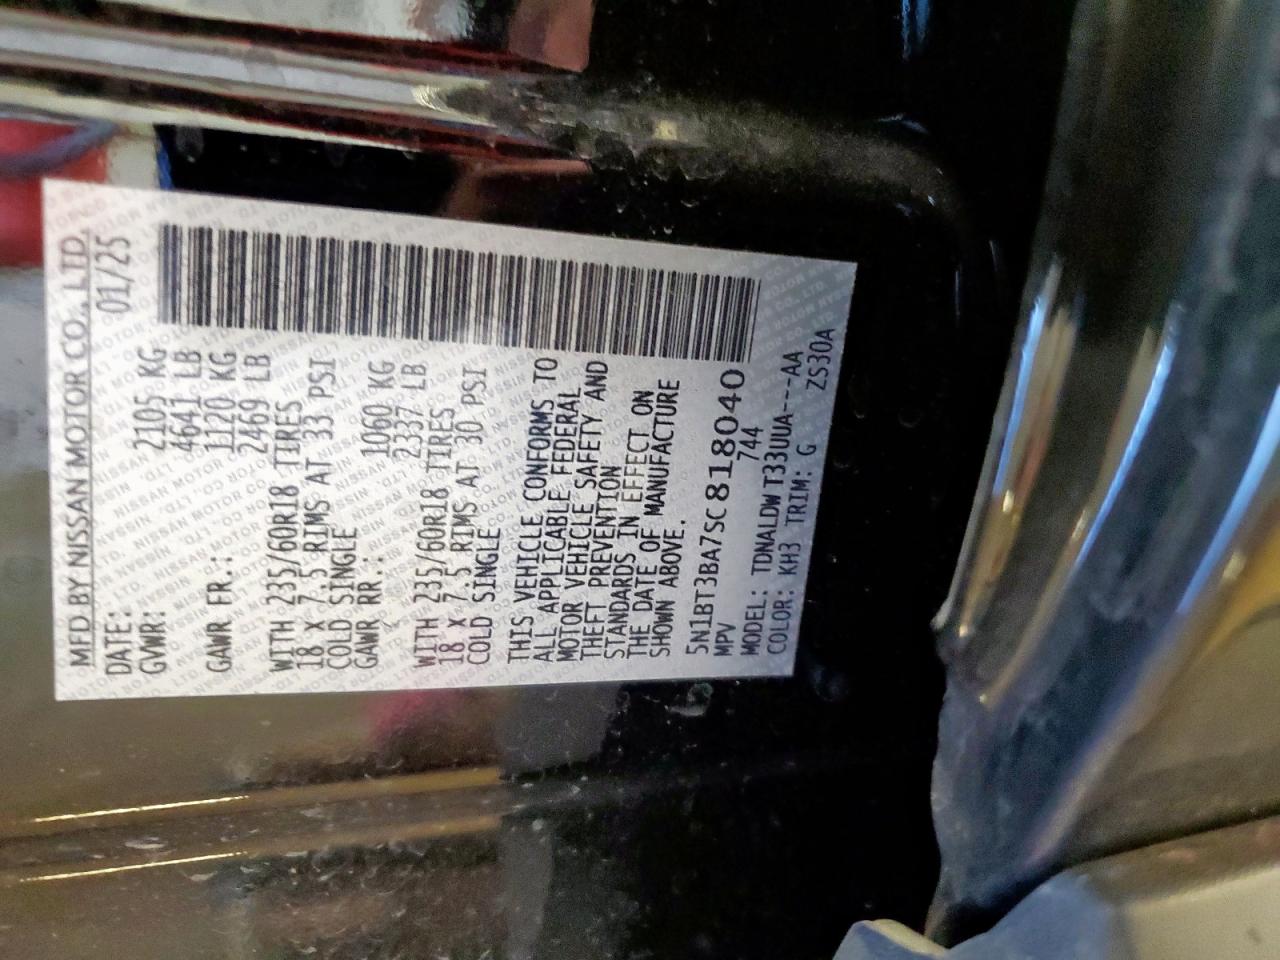 MFD BY NISSAN MOTOR CO., LTD.
DATE: 01/25
GVWR: 2105 KG
4641 LB
GAWR FR.: 1120 KG
2469 LB
WITH 235/60R18 TIRES
18 X 7.5 RIMS AT 33 PSI
COLD SINGLE
GAWR RR.: 1060 KG
2337 LB
WITH 235/60R18 TIRES
18 X 7.5 RIMS AT 30 PSI
COLD SINGLE
THIS VEHICLE CONFORMS TO
ALL APPLICABLE FEDERAL
MOTOR VEHICLE SAFETY AND
THEFT PREVENTION
STANDARDS IN EFFECT ON
THE DATE OF MANUFACTURE
SHOWN ABOVE.
5N1BT3BA7SC818040
MPV 744
MODEL: TDNALDWT33UUA---AA
COLOR: KH3 TRIM: G ZS30A